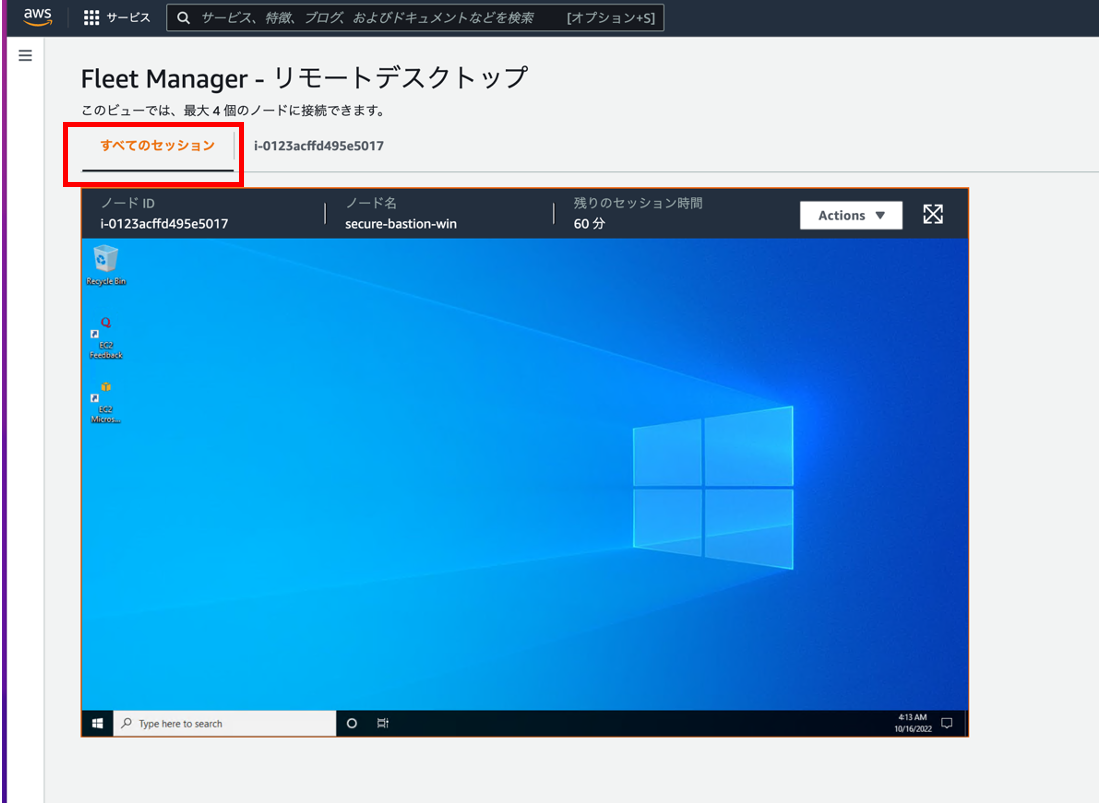 aws
サービス
サービス、特徴、ブログ、およびドキュメントなどを検索
[オプション+S]
Fleet Manager - リモートデスクトップ
このビューでは、最大 4 個のノードに接続できます。
すべてのセッション
i-0123acffd495e5017
ノード ID
i-0123acffd495e5017
ノード名
secure-bastion-win
残りのセッション時間
60 分
Actions
Recycle Bin
EC2
Feedback
EC2
Micros...
Type here to search
4:13 AM
10/16/2022